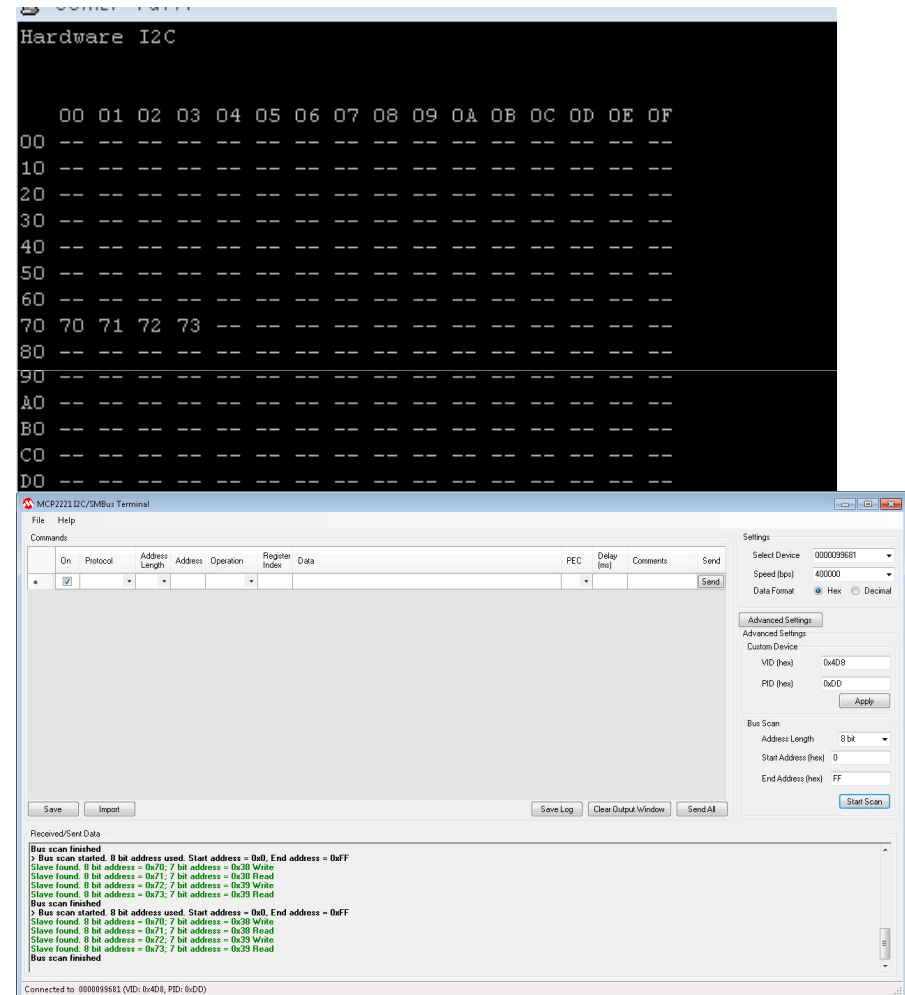 Hardware I2C
00 01 02 03 04 05 06 07 08 09 0A 0B 0C 0D 0E 0F
00 -- -- -- -- -- -- -- -- -- -- -- -- -- -- -- --
10 -- -- -- -- -- -- -- -- -- -- -- -- -- -- -- --
20 -- -- -- -- -- -- -- -- -- -- -- -- -- -- -- --
30 -- -- -- -- -- -- -- -- -- -- -- -- -- -- -- --
40 -- -- -- -- -- -- -- -- -- -- -- -- -- -- -- --
50 -- -- -- -- -- -- -- -- -- -- -- -- -- -- -- --
60 -- -- -- -- -- -- -- -- -- -- -- -- -- -- -- --
70 70 71 72 73 -- -- -- -- -- -- -- -- -- -- -- --
80 -- -- -- -- -- -- -- -- -- -- -- -- -- -- -- --
90 -- -- -- -- -- -- -- -- -- -- -- -- -- -- -- --
A0 -- -- -- -- -- -- -- -- -- -- -- -- -- -- -- --
B0 -- -- -- -- -- -- -- -- -- -- -- -- -- -- -- --
C0 -- -- -- -- -- -- -- -- -- -- -- -- -- -- -- --
D0 -- -- -- -- -- -- -- -- -- -- -- -- -- -- -- --
MCP2221 I2C/SMBus Terminal
File Help
Commands
On Protocol Address Length Address Operation Register Index Data PEC Delay (ms) Comments Send
Send
Settings
Select Device 0000099681
Speed (bps) 400000
Data Format Hex Decimal
Advanced Settings
Advanced Settings
Custom Device
VID (hex) 0x4D8
PID (hex) 0xDD
Apply
Bus Scan
Address Length 8 bit
Start Address (hex) 0
End Address (hex) FF
Start Scan
Save Import Save Log Clear Output Window Send All
Received/Sent Data
Bus scan finished
> Bus scan started. 8 bit address used. Start address = 0x0, End address = 0xFF
Slave found. 8 bit address = 0x70; 7 bit address = 0x38 Write
Slave found. 8 bit address = 0x71; 7 bit address = 0x38 Read
Slave found. 8 bit address = 0x72; 7 bit address = 0x39 Write
Slave found. 8 bit address = 0x73; 7 bit address = 0x39 Read
Bus scan finished
> Bus scan started. 8 bit address used. Start address = 0x0, End address = 0xFF
Slave found. 8 bit address = 0x70; 7 bit address = 0x38 Write
Slave found. 8 bit address = 0x71; 7 bit address = 0x38 Read
Slave found. 8 bit address = 0x72; 7 bit address = 0x39 Write
Slave found. 8 bit address = 0x73; 7 bit address = 0x39 Read
Bus scan finished
Connected to 0000099681 (VID: 0x4D8, PID: 0xDD)